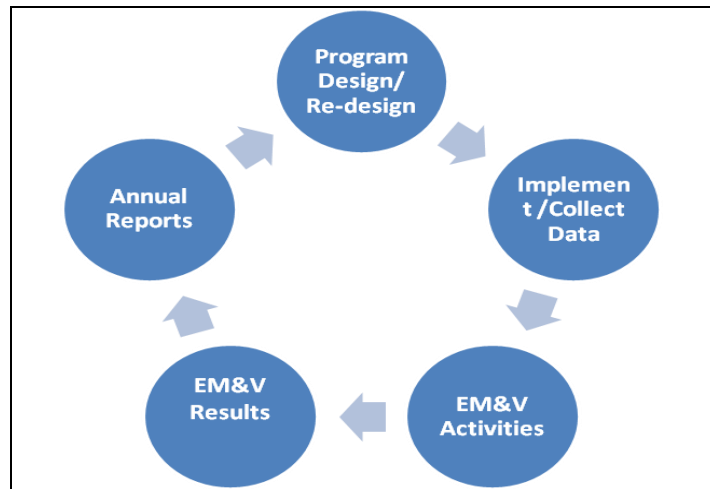 Program
Design/
Re-design
Implemen
t /Collect
Data
EM&V
Activities
EM&V
Results
Annual
Reports